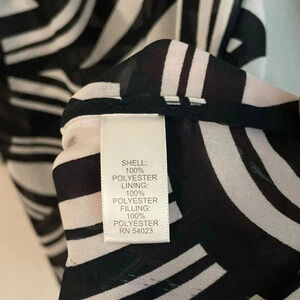 SHELL:
100%
POLYESTER
LINING:
100%
POLYESTER
FILLING:
100%
POLYESTER
RN 54023